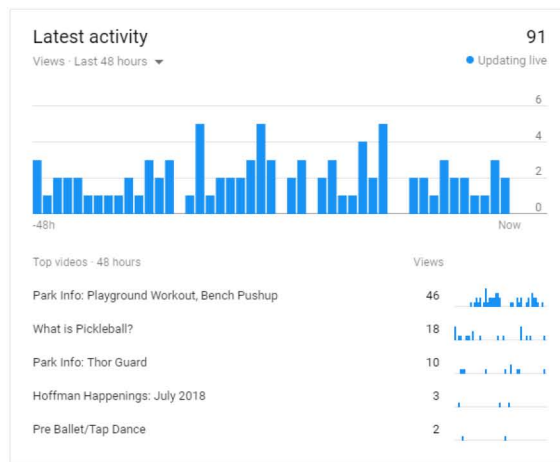 Latest activity 91
Views · Last 48 hours Updating live
6
4
2
0
-48h Now
Top videos · 48 hours Views
Park Info: Playground Workout, Bench Pushup 46
What is Pickleball? 18
Park Info: Thor Guard 10
Hoffman Happenings: July 2018 3
Pre Ballet/Tap Dance 2